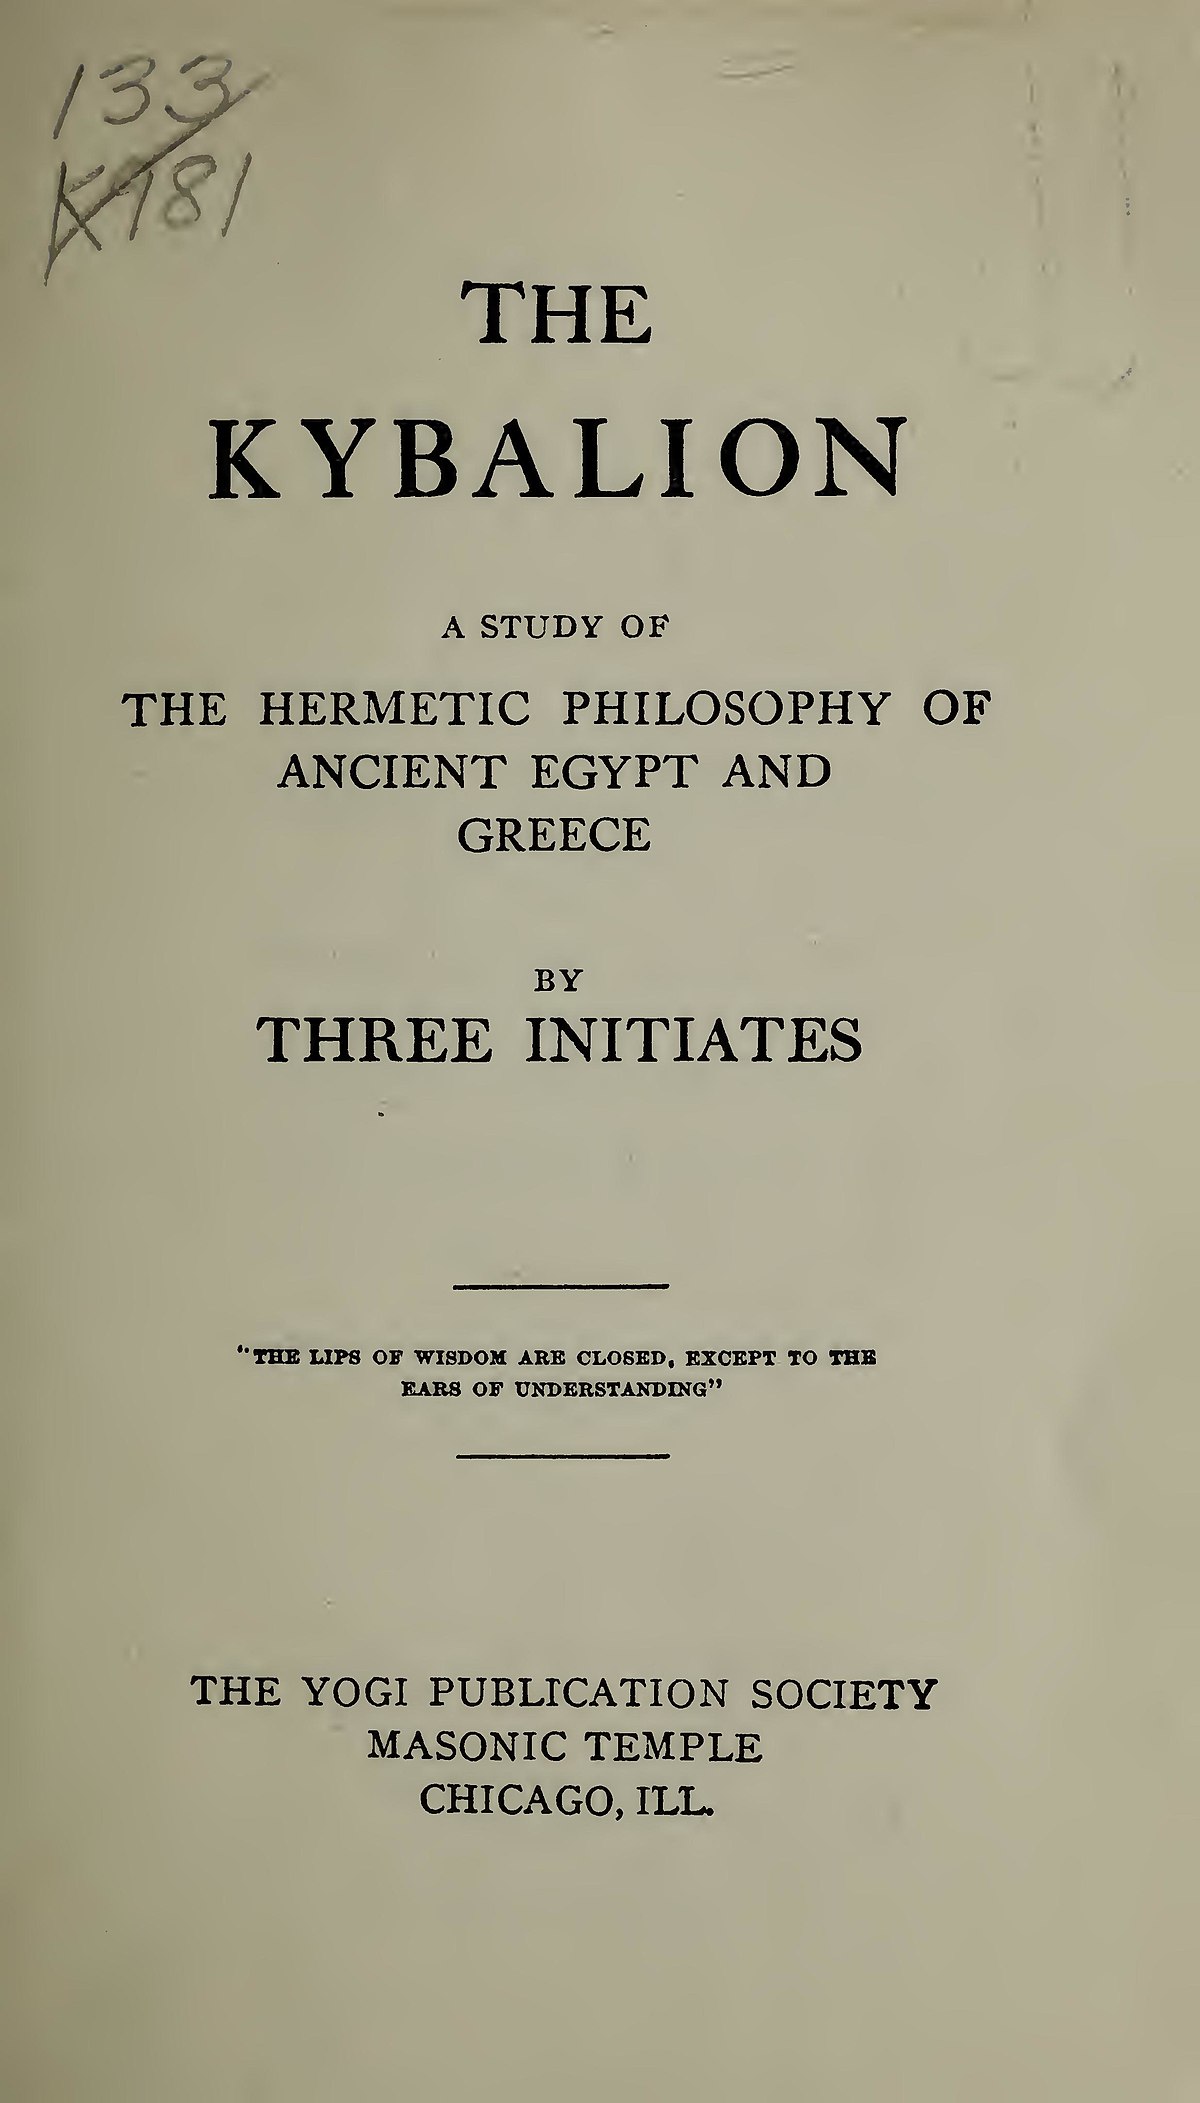 133
K981
THE
KYBALION
A STUDY OF
THE HERMETIC PHILOSOPHY OF
ANCIENT EGYPT AND
GREECE
BY
THREE INITIATES
"THE LIPS OF WISDOM ARE CLOSED, EXCEPT TO THE
EARS OF UNDERSTANDING"
THE YOGI PUBLICATION SOCIETY
MASONIC TEMPLE
CHICAGO, ILL.